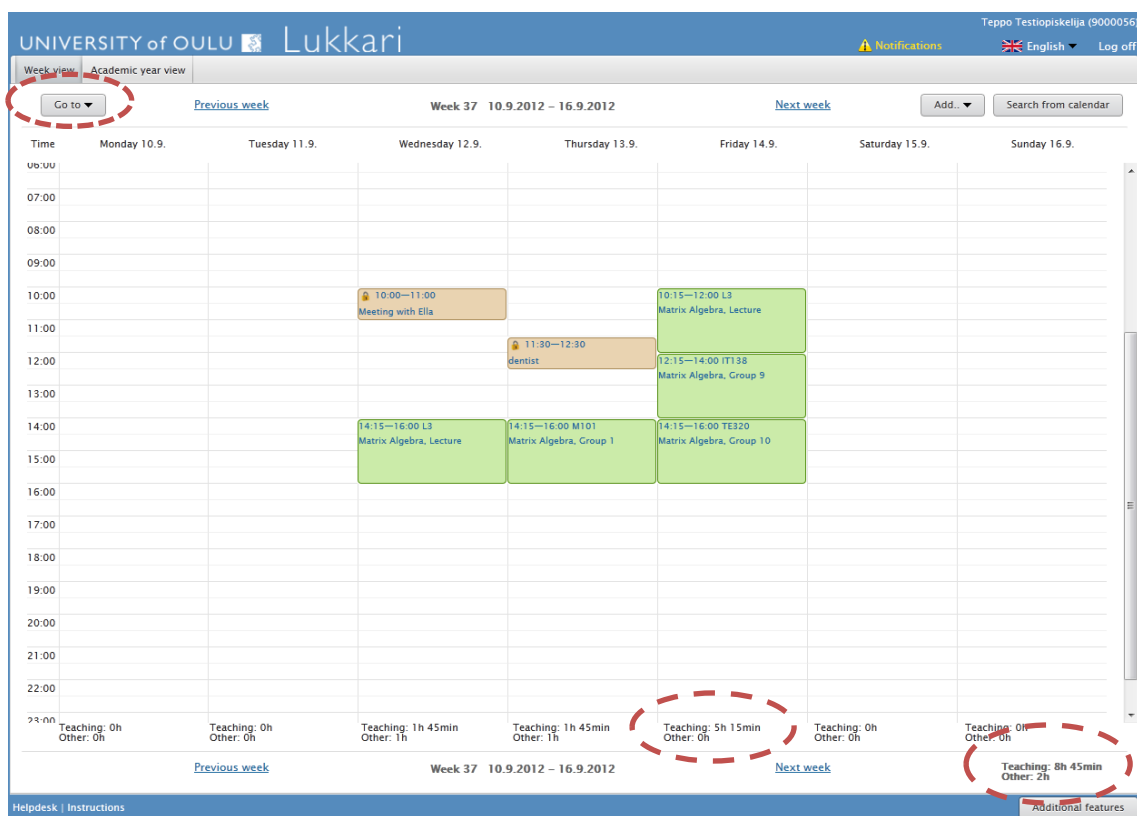 Teppo Testiopiskelija (9000056)
UNIVERSITY of OULU Lukkari
Notifications English Log off
Week view Academic year view
Go to Previous week Week 37 10.9.2012 – 16.9.2012 Next week Add.. Search from calendar
Time Monday 10.9. Tuesday 11.9. Wednesday 12.9. Thursday 13.9. Friday 14.9. Saturday 15.9. Sunday 16.9.
06:00
07:00
08:00
09:00
10:00 10:00—11:00 10:15—12:00 L3
Meeting with Ella Matrix Algebra, Lecture
11:00
11:30—12:30
12:00 dentist 12:15—14:00 IT138
Matrix Algebra, Group 9
13:00
14:00 14:15—16:00 L3 14:15—16:00 M101 14:15—16:00 TE320
Matrix Algebra, Lecture Matrix Algebra, Group 1 Matrix Algebra, Group 10
15:00
16:00
17:00
18:00
19:00
20:00
21:00
22:00
23:00
Teaching: 0h Teaching: 0h Teaching: 1h 45min Teaching: 1h 45min Teaching: 5h 15min Teaching: 0h Teaching: 0h
Other: 0h Other: 0h Other: 1h Other: 1h Other: 0h Other: 0h Other: 0h
Previous week Week 37 10.9.2012 – 16.9.2012 Next week Teaching: 8h 45min
Other: 2h
Helpdesk | Instructions Additional features